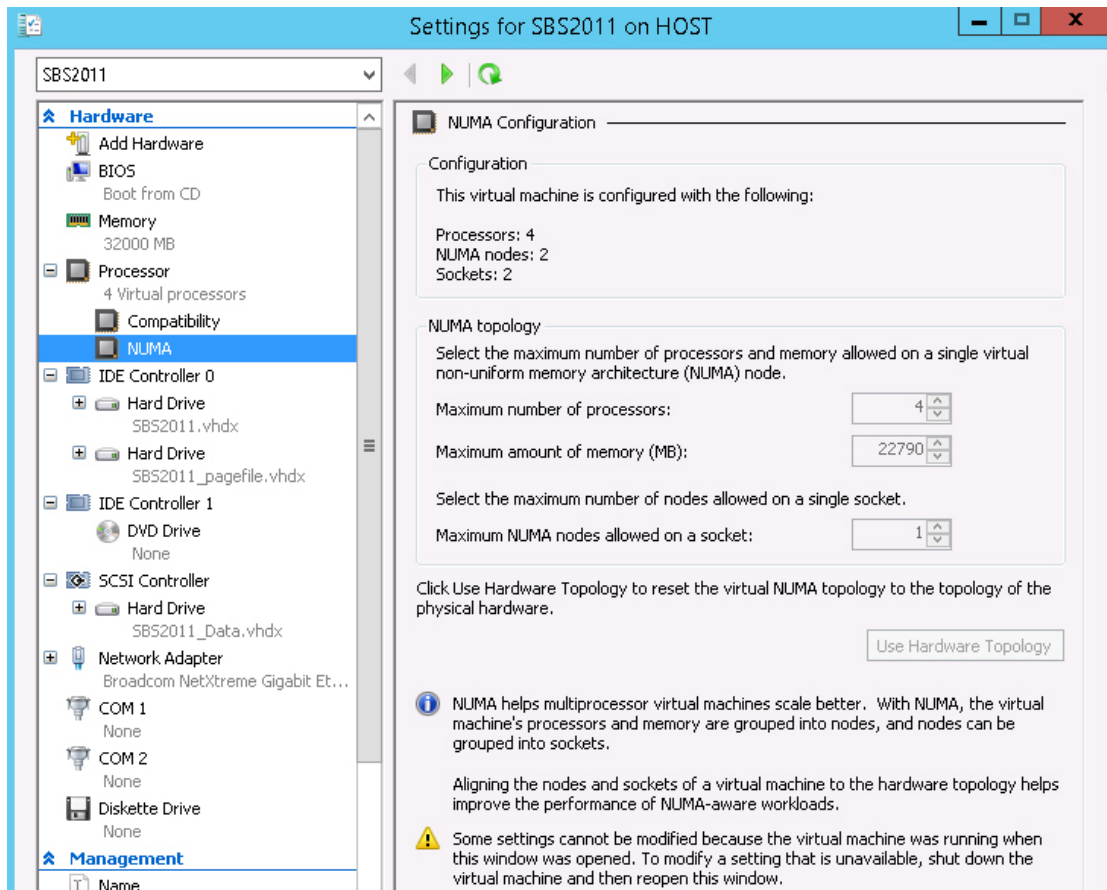 Settings for SBS2011 on HOST
SBS2011
Hardware
Add Hardware
BIOS
Boot from CD
Memory
32000 MB
Processor
4 Virtual processors
Compatibility
NUMA
IDE Controller 0
Hard Drive
SBS2011.vhdx
Hard Drive
SBS2011_pagefile.vhdx
IDE Controller 1
DVD Drive
None
SCSI Controller
Hard Drive
SBS2011_Data.vhdx
Network Adapter
Broadcom NetXtreme Gigabit Et...
COM 1
None
COM 2
None
Diskette Drive
None
Management
Name
NUMA Configuration
Configuration
This virtual machine is configured with the following:
Processors: 4
NUMA nodes: 2
Sockets: 2
NUMA topology
Select the maximum number of processors and memory allowed on a single virtual
non-uniform memory architecture (NUMA) node.
Maximum number of processors: 4
Maximum amount of memory (MB): 22790
Select the maximum number of nodes allowed on a single socket.
Maximum NUMA nodes allowed on a socket: 1
Click Use Hardware Topology to reset the virtual NUMA topology to the topology of the
physical hardware.
Use Hardware Topology
NUMA helps multiprocessor virtual machines scale better. With NUMA, the virtual
machine's processors and memory are grouped into nodes, and nodes can be
grouped into sockets.
Aligning the nodes and sockets of a virtual machine to the hardware topology helps
improve the performance of NUMA-aware workloads.
Some settings cannot be modified because the virtual machine was running when
this window was opened. To modify a setting that is unavailable, shut down the
virtual machine and then reopen this window.